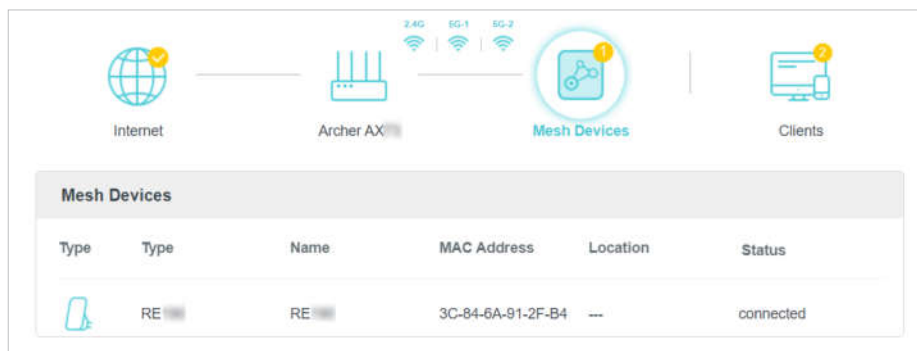 2.4G 5G-1 5G-2
1 2
Internet Archer AX Mesh Devices Clients
Mesh Devices
Type Type Name MAC Address Location Status
RE RE 3C-84-6A-91-2F-B4 --- connected